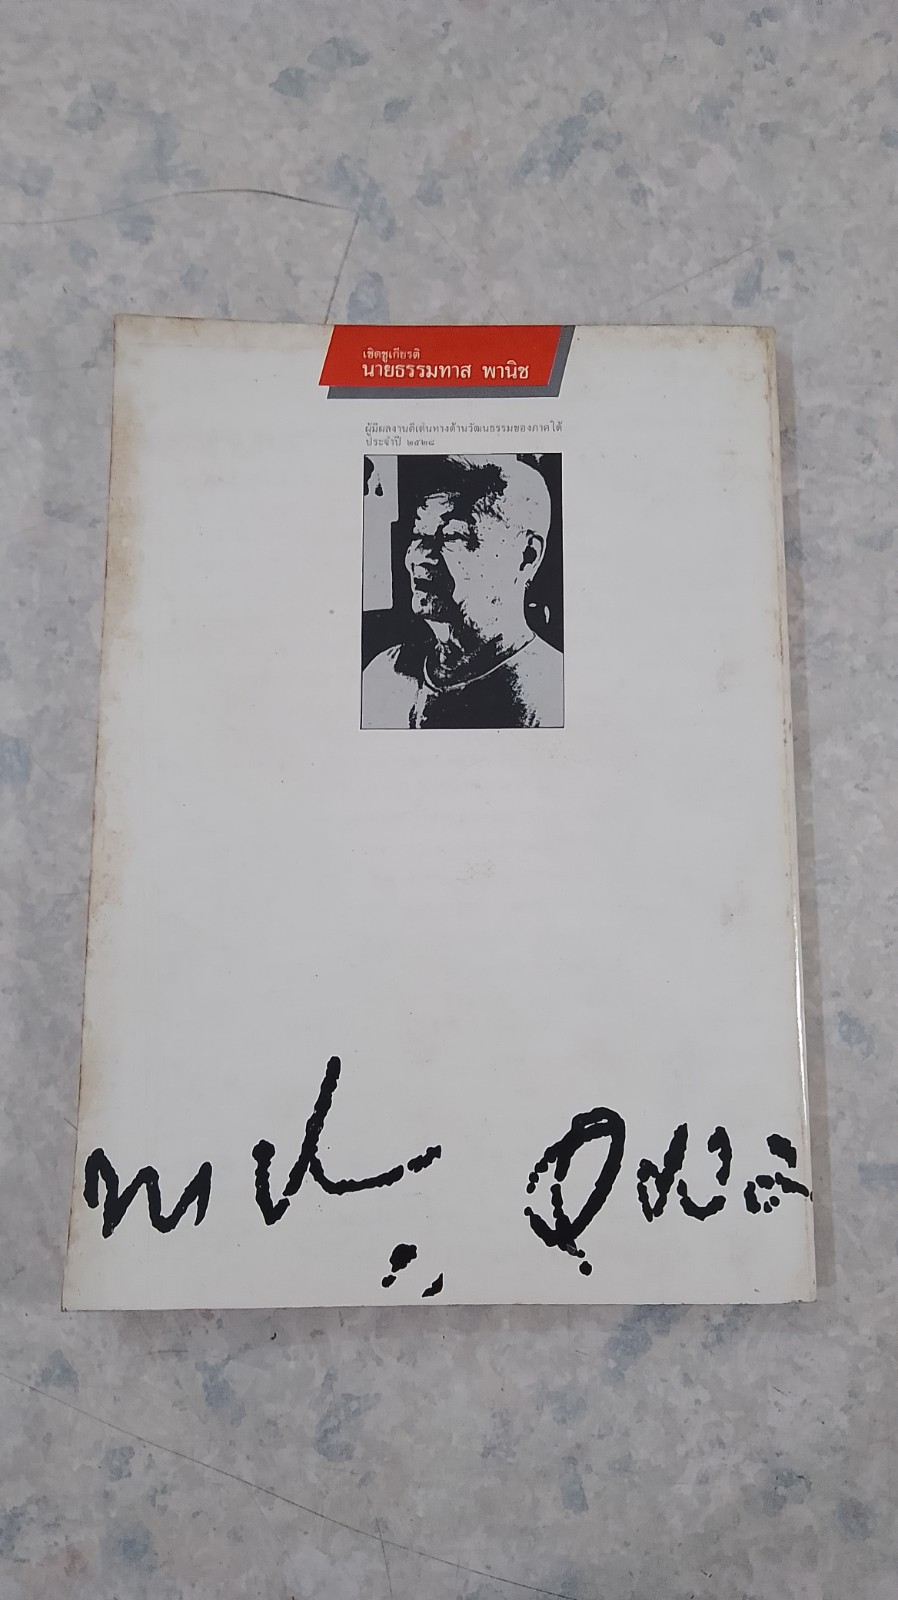 เชิดชูเกียรติ
นายธรรมทาส พานิช
ผู้มีผลงานดีเด่นทางด้านวัฒนธรรมของภาคใต้
ประจำปี ๒๕๒๘